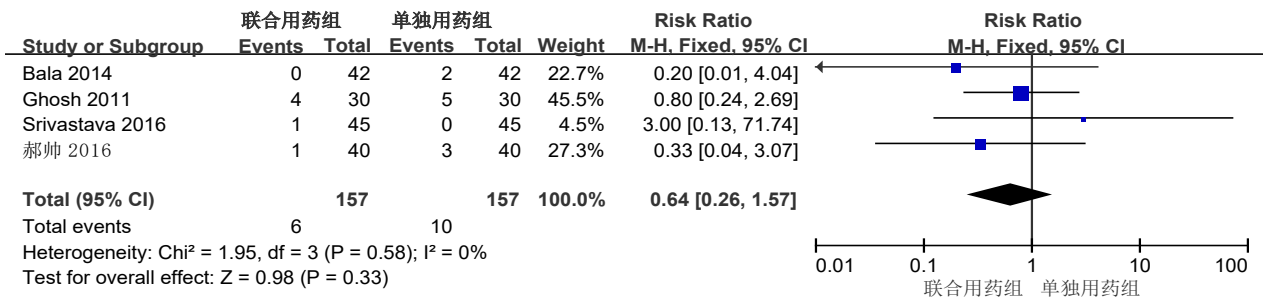 联合用药组 单独用药组 Risk Ratio Risk Ratio
Study or Subgroup Events Total Events Total Weight M-H, Fixed, 95% CI M-H, Fixed, 95% CI
Bala 2014 0 42 2 42 22.7% 0.20 [0.01, 4.04]
Ghosh 2011 4 30 5 30 45.5% 0.80 [0.24, 2.69]
Srivastava 2016 1 45 0 45 4.5% 3.00 [0.13, 71.74]
郝帅 2016 1 40 3 40 27.3% 0.33 [0.04, 3.07]
Total (95% CI) 157 157 100.0% 0.64 [0.26, 1.57]
Total events 6 10
Heterogeneity: Chi² = 1.95, df = 3 (P = 0.58); I² = 0%
Test for overall effect: Z = 0.98 (P = 0.33)
0.01 0.1 1 10 100
联合用药组 单独用药组